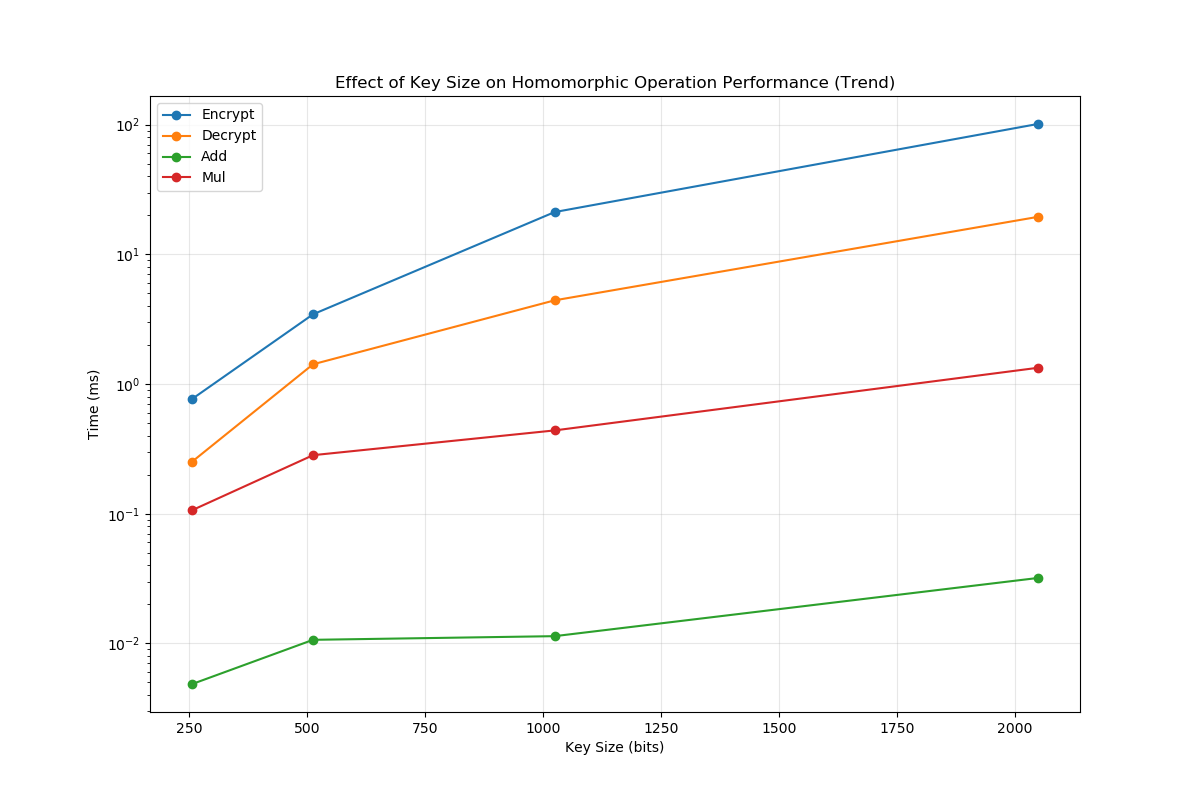 Effect of Key Size on Homomorphic Operation Performance (Trend)
Encrypt
Decrypt
Add
Mul
10²
10¹
10⁰
10⁻¹
10⁻²
Time (ms)
250 500 750 1000 1250 1500 1750 2000
Key Size (bits)